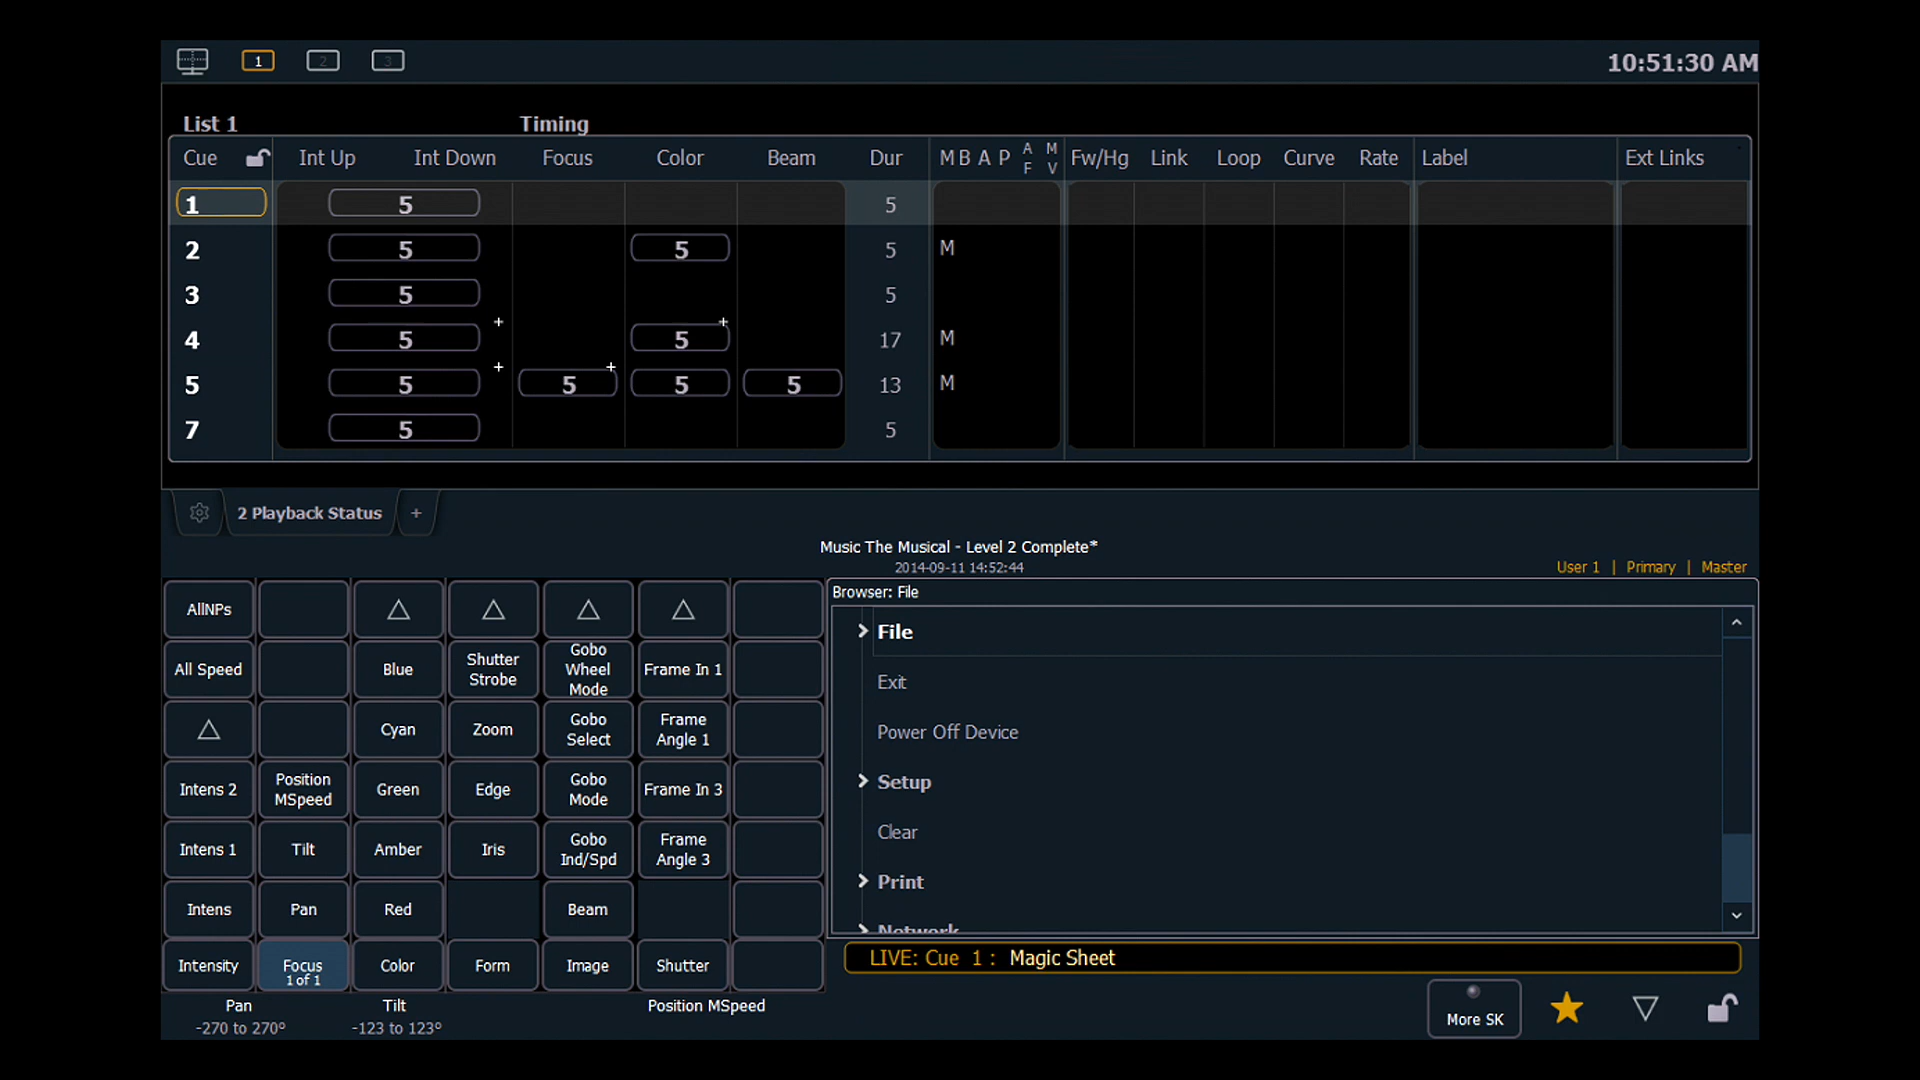 1 2 3 10:51:30 AM
List 1 Timing
Cue Int Up Int Down Focus Color Beam Dur M B A P AF MV Fw/Hg Link Loop Curve Rate Label Ext Links
1 5 5
2 5 5 5 M
3 5 5
4 5 + 5 + 17 M
5 5 + 5 + 5 5 13 M
7 5 5
2 Playback Status +
Music The Musical - Level 2 Complete*
2014-09-11 14:52:44
User 1 | Primary | Master
Browser: File
AllNPs
All Speed
Blue
Shutter
Strobe
Gobo
Wheel
Mode
Frame In 1
Cyan
Zoom
Gobo
Select
Frame
Angle 1
Intens 2
Position
MSpeed
Green
Edge
Gobo
Mode
Frame In 3
Intens 1
Tilt
Amber
Iris
Gobo
Ind/Spd
Frame
Angle 3
Intens
Pan
Red
Beam
Intensity
Focus
1 of 1
Color
Form
Image
Shutter
Pan
-270 to 270º
Tilt
-123 to 123º
Position MSpeed
File
Exit
Power Off Device
Setup
Clear
Print
Network
LIVE: Cue 1 : Magic Sheet
More SK